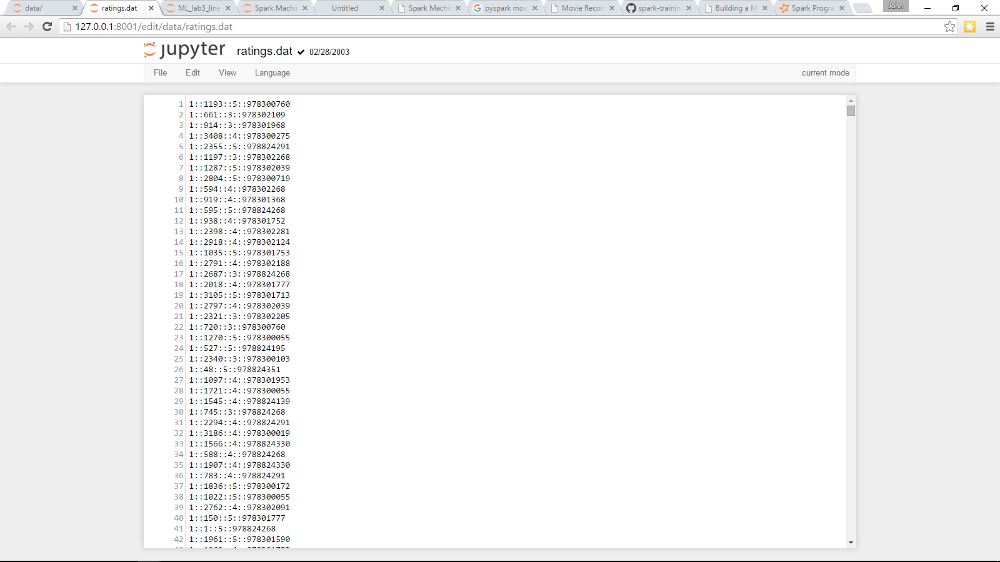 data/
ratings.dat
ML_lab3_line
Spark Machi
Untitled
Spark Machi
pyspark mov
Movie Recon
spark-trainin
Building a M
Spark Progra
John
127.0.0.1:8001/edit/data/ratings.dat
jupyter ratings.dat 02/28/2003
File Edit View Language current mode
1 1::1193::5::978300760
2 1::661::3::978302109
3 1::914::3::978301968
4 1::3408::4::978300275
5 1::2355::5::978824291
6 1::1197::3::978302268
7 1::1287::5::978302039
8 1::2804::5::978300719
9 1::594::4::978302268
10 1::919::4::978301368
11 1::595::5::978824268
12 1::938::4::978301752
13 1::2398::4::978302281
14 1::2918::4::978302124
15 1::1035::5::978301753
16 1::2791::4::978302188
17 1::2687::3::978824268
18 1::2018::4::978301777
19 1::3105::5::978301713
20 1::2797::4::978302039
21 1::2321::3::978302205
22 1::720::3::978300760
23 1::1270::5::978300055
24 1::527::5::978824195
25 1::2340::3::978300103
26 1::48::5::978824351
27 1::1097::4::978301953
28 1::1721::4::978300055
29 1::1545::4::978824139
30 1::745::3::978824268
31 1::2294::4::978824291
32 1::3186::4::978300019
33 1::1566::4::978824330
34 1::588::4::978824268
35 1::1907::4::978824330
36 1::783::4::978824291
37 1::1836::5::978300172
38 1::1022::5::978300055
39 1::2762::4::978302091
40 1::150::5::978301777
41 1::1::5::978824268
42 1::1961::5::978301590